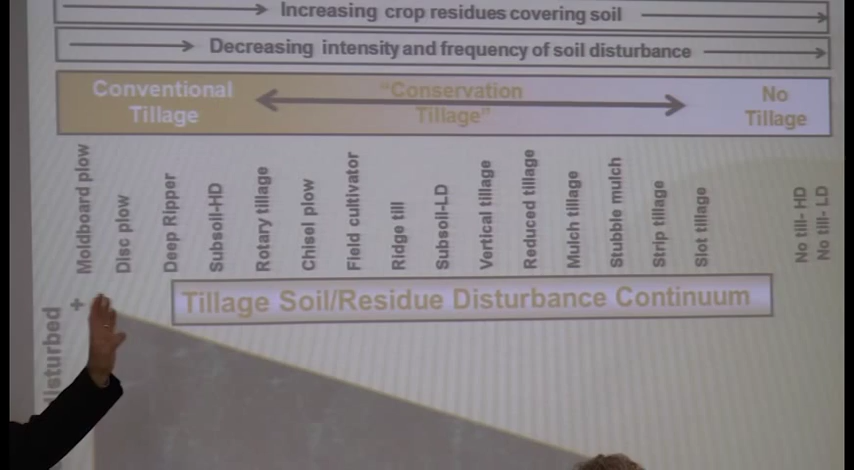 Increasing crop residues covering soil
Decreasing intensity and frequency of soil disturbance
Conventional
Tillage
“Conservation
Tillage”
No
Tillage
Moldboard plow
Disc plow
Deep Ripper
Subsoil-HD
Rotary tillage
Chisel plow
Field cultivator
Ridge till
Subsoil-LD
Vertical tillage
Reduced tillage
Mulch tillage
Stubble mulch
Strip tillage
Slot tillage
No till- HD
No till- LD
Tillage Soil/Residue Disturbance Continuum
+